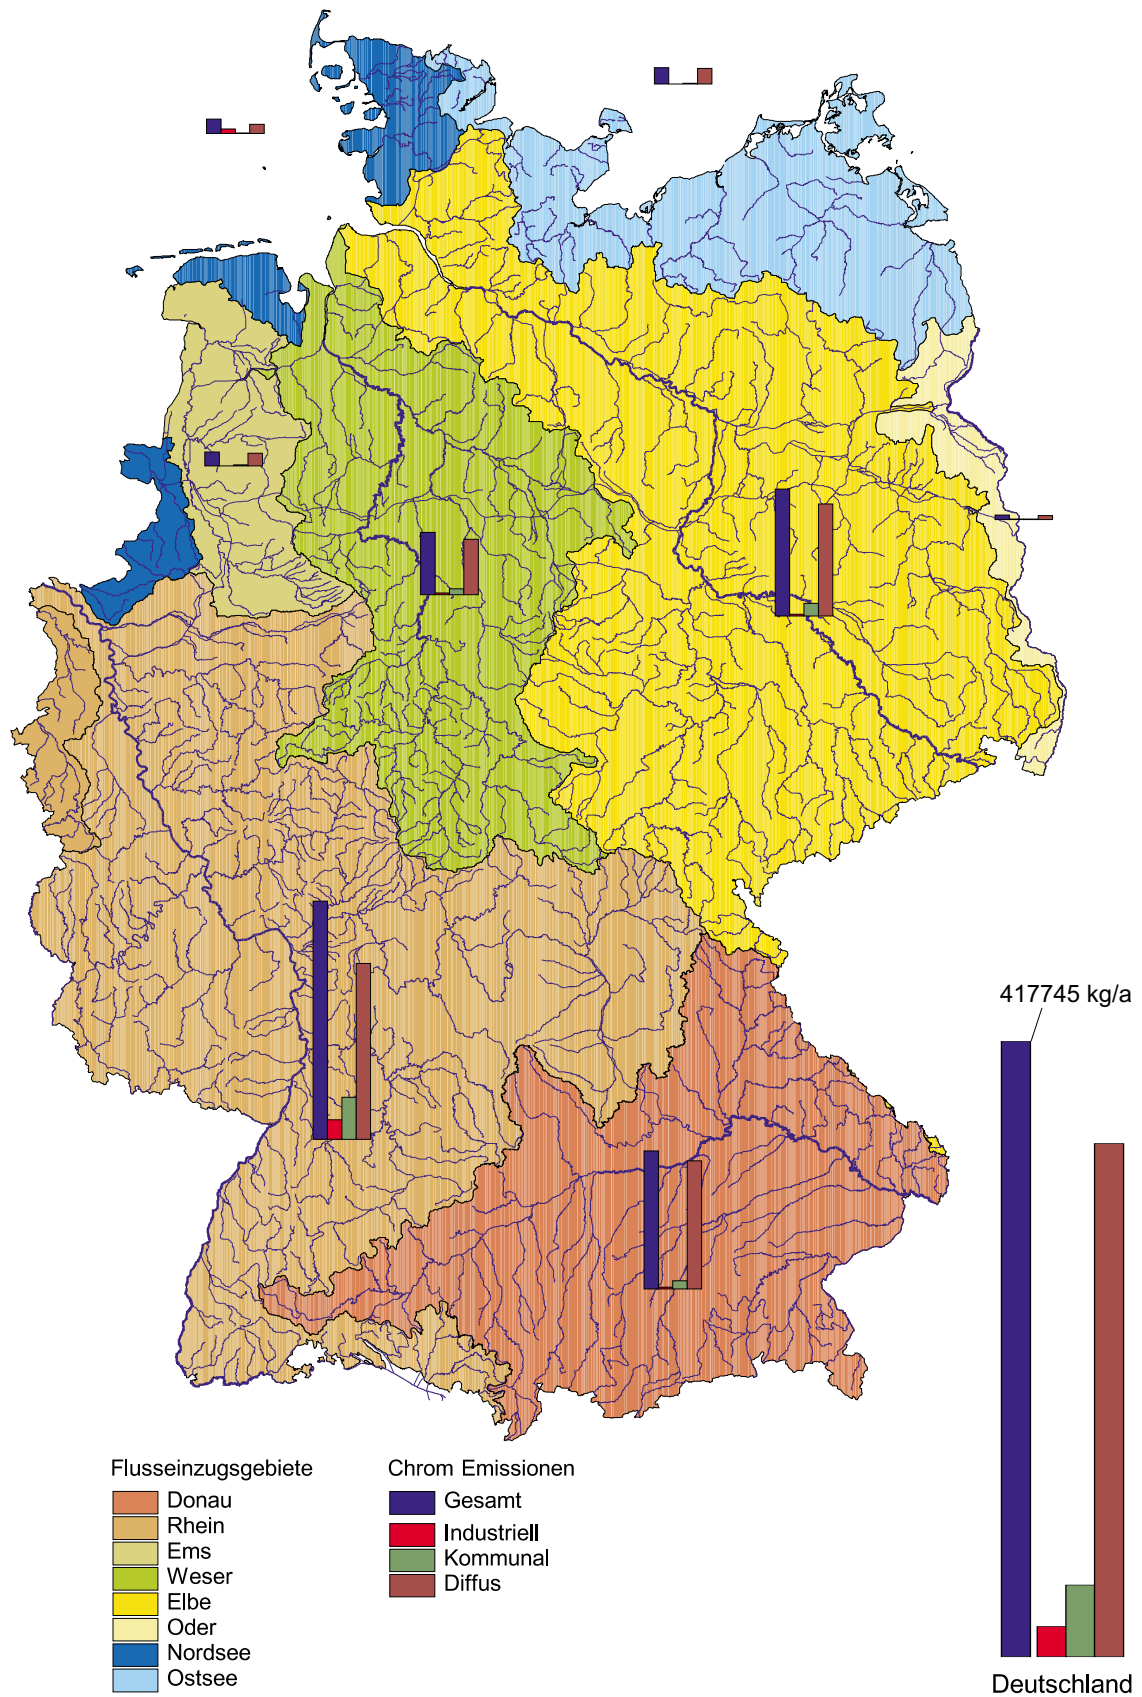 417745 kg/a
Flusseinzugsgebiete
Donau
Rhein
Ems
Weser
Elbe
Oder
Nordsee
Ostsee
Chrom Emissionen
Gesamt
Industriell
Kommunal
Diffus
Deutschland